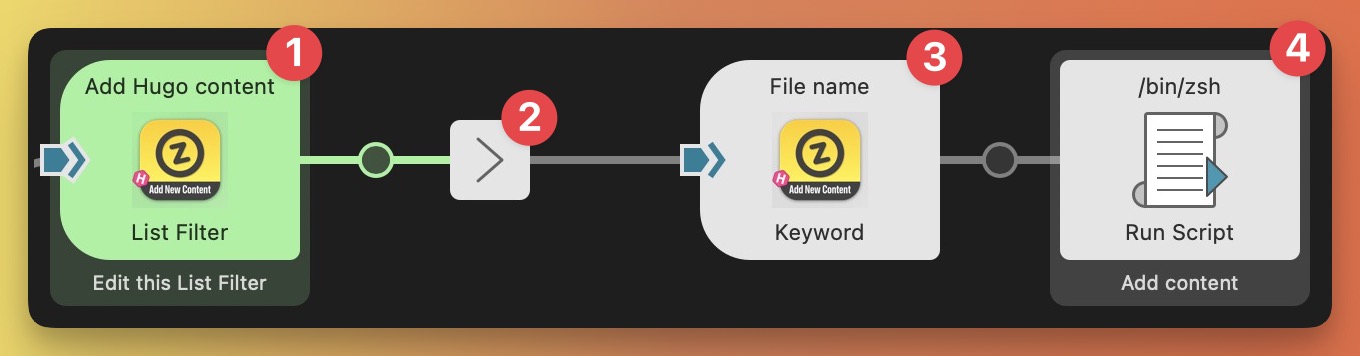 1
Add Hugo content
Z
H
Add New Content
List Filter
Edit this List Filter
2
3
File name
Z
H
Add New Content
Keyword
4
/bin/zsh
Run Script
Add content